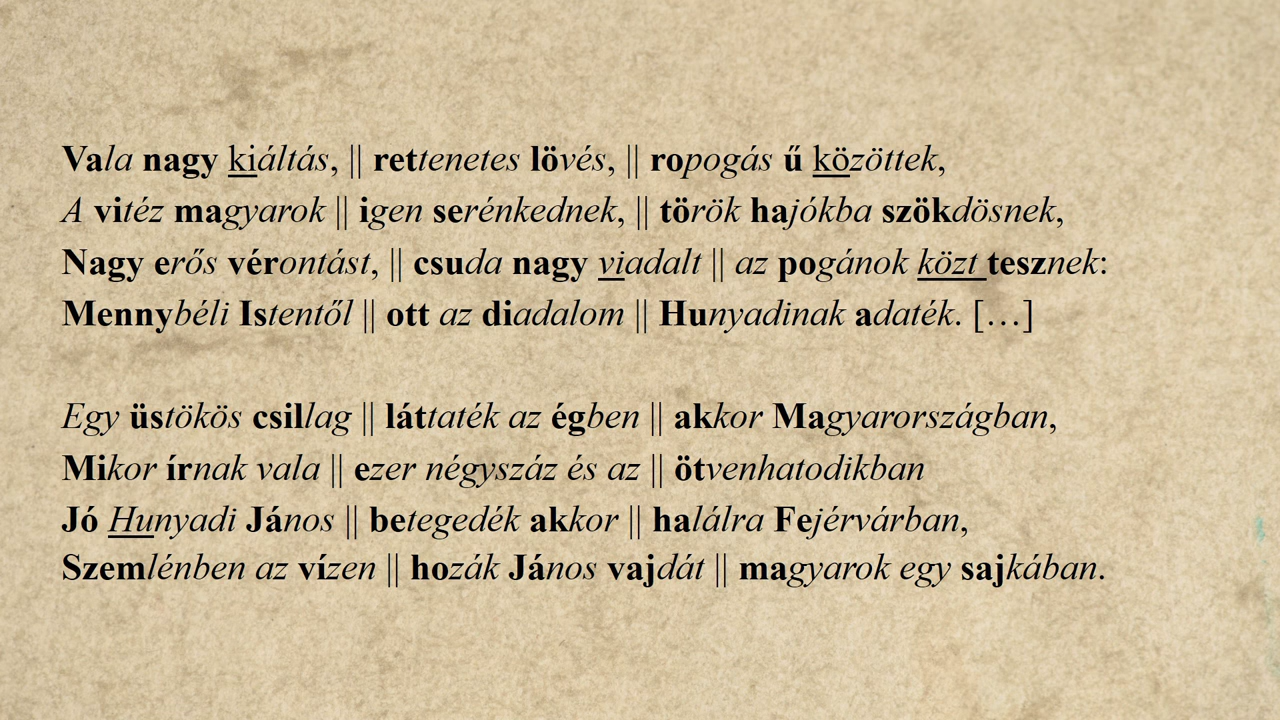 Vala nagy kiáltás, || rettenetes lövés, || ropogás ű közöttek,
A vitéz magyarok || igen serénkednek, || török hajókba szökdösnek,
Nagy erős vérontást, || csuda nagy viadalt || az pogánok közt tesznek:
Mennybéli Istentől || ott az diadalom || Hunyadinak adaték. […]
Egy üstökös csillag || láttaték az égben || akkor Magyarországban,
Mikor írnak vala || ezer négyszáz és az || ötvenhatodikban
Jó Hunyadi János || betegedék akkor || halálra Fejérvárban,
Szemlénben az vízen || hozák János vajdát || magyarok egy sajkában.